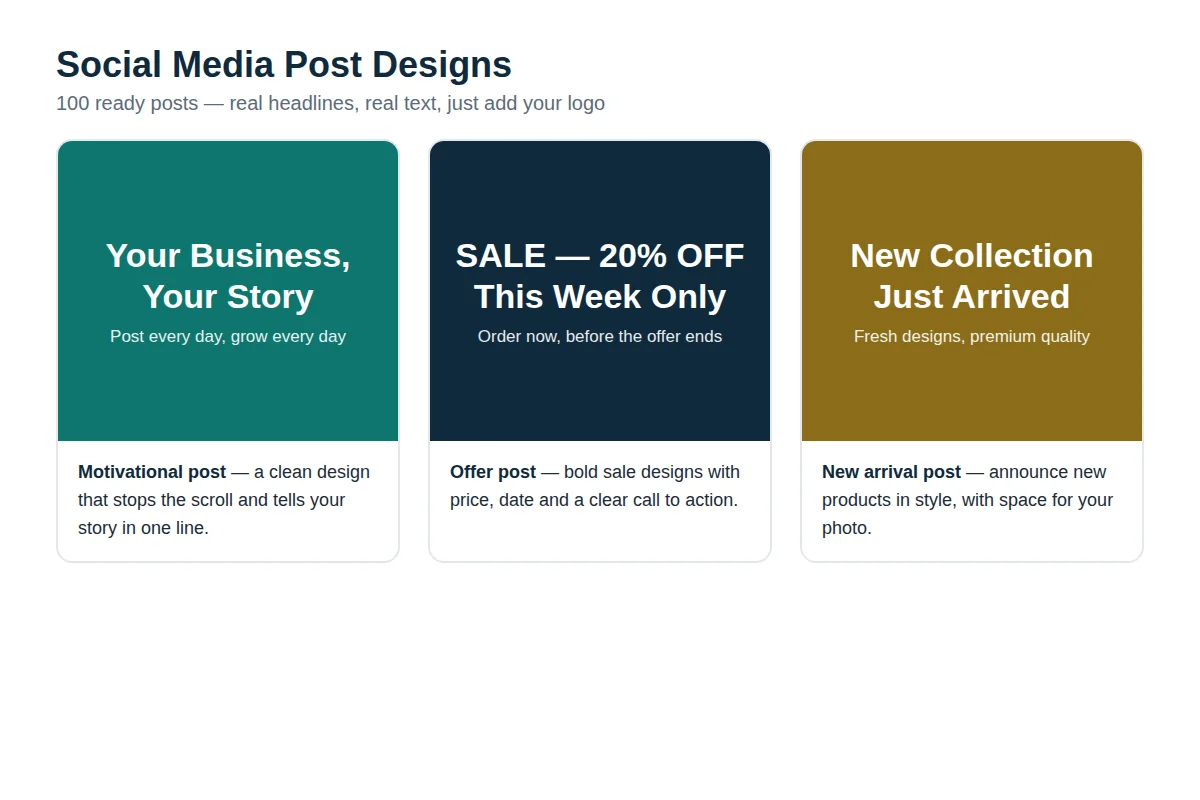 Social Media Post Designs
100 ready posts — real headlines, real text, just add your logo
Your Business,
Your Story
Post every day, grow every day
Motivational post — a clean design
that stops the scroll and tells your
story in one line.
SALE — 20% OFF
This Week Only
Order now, before the offer ends
Offer post — bold sale designs with
price, date and a clear call to action.
New Collection
Just Arrived
Fresh designs, premium quality
New arrival post — announce new
products in style, with space for your
photo.